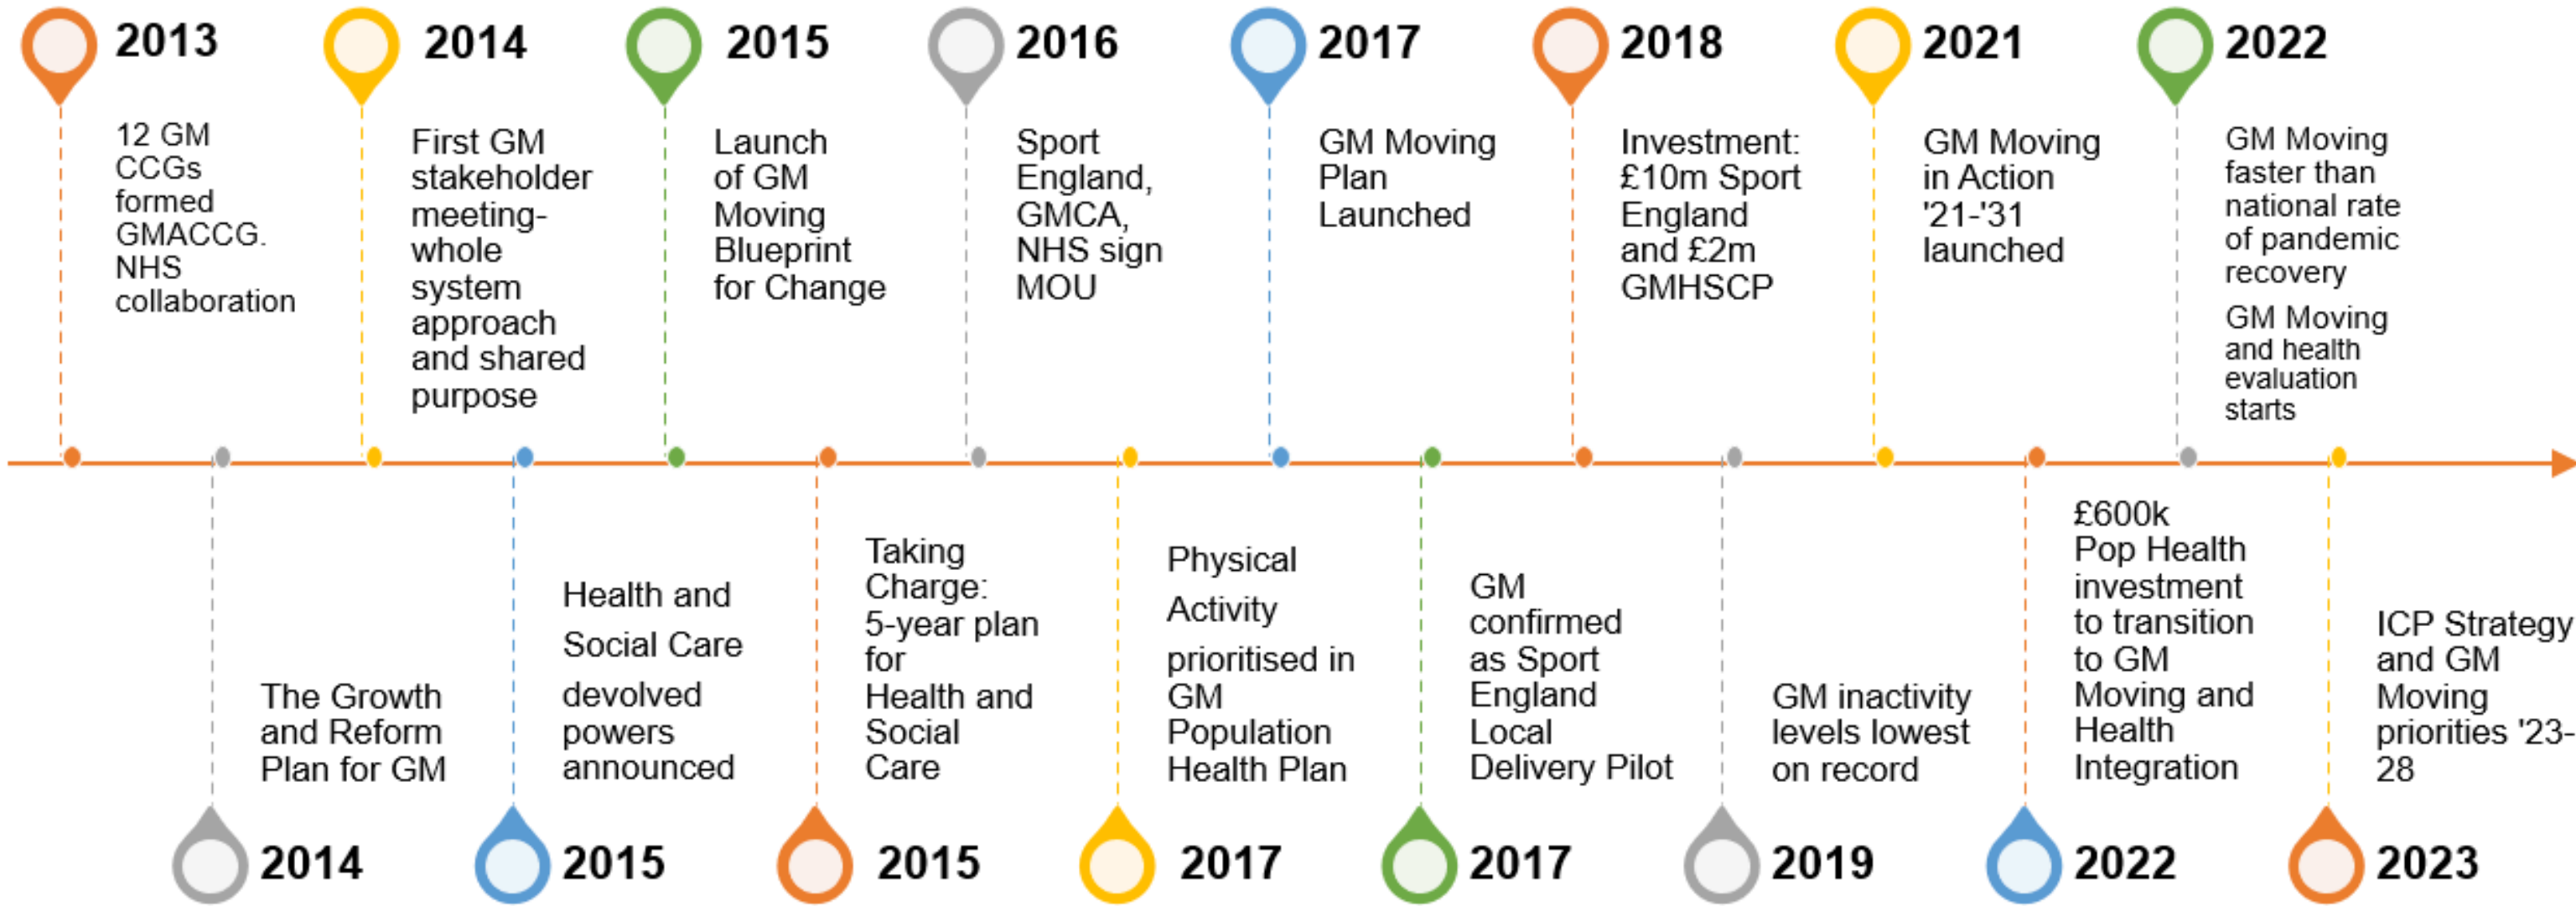 2013
12 GM
CCGs
formed
GMACCG.
NHS
collaboration
2014
First GM
stakeholder
meeting-
whole
system
approach
and shared
purpose
2015
Launch
of GM
Moving
Blueprint
for Change
2016
Sport
England,
GMCA,
NHS sign
MOU
2017
GM Moving
Plan
Launched
2018
Investment:
£10m Sport
England
and £2m
GMHSCP
2021
GM Moving
in Action
'21-'31
launched
2022
GM Moving
faster than
national rate
of pandemic
recovery
GM Moving
and health
evaluation
starts
The Growth
and Reform
Plan for GM
2014
Health and
Social Care
devolved
powers
announced
2015
Taking
Charge:
5-year plan
for
Health and
Social
Care
2015
Physical
Activity
prioritised in
GM
Population
Health Plan
2017
GM
confirmed
as Sport
England
Local
Delivery Pilot
2017
GM inactivity
levels lowest
on record
2019
£600k
Pop Health
investment
to transition
to GM
Moving and
Health
Integration
2022
ICP Strategy
and GM
Moving
priorities '23-
28
2023